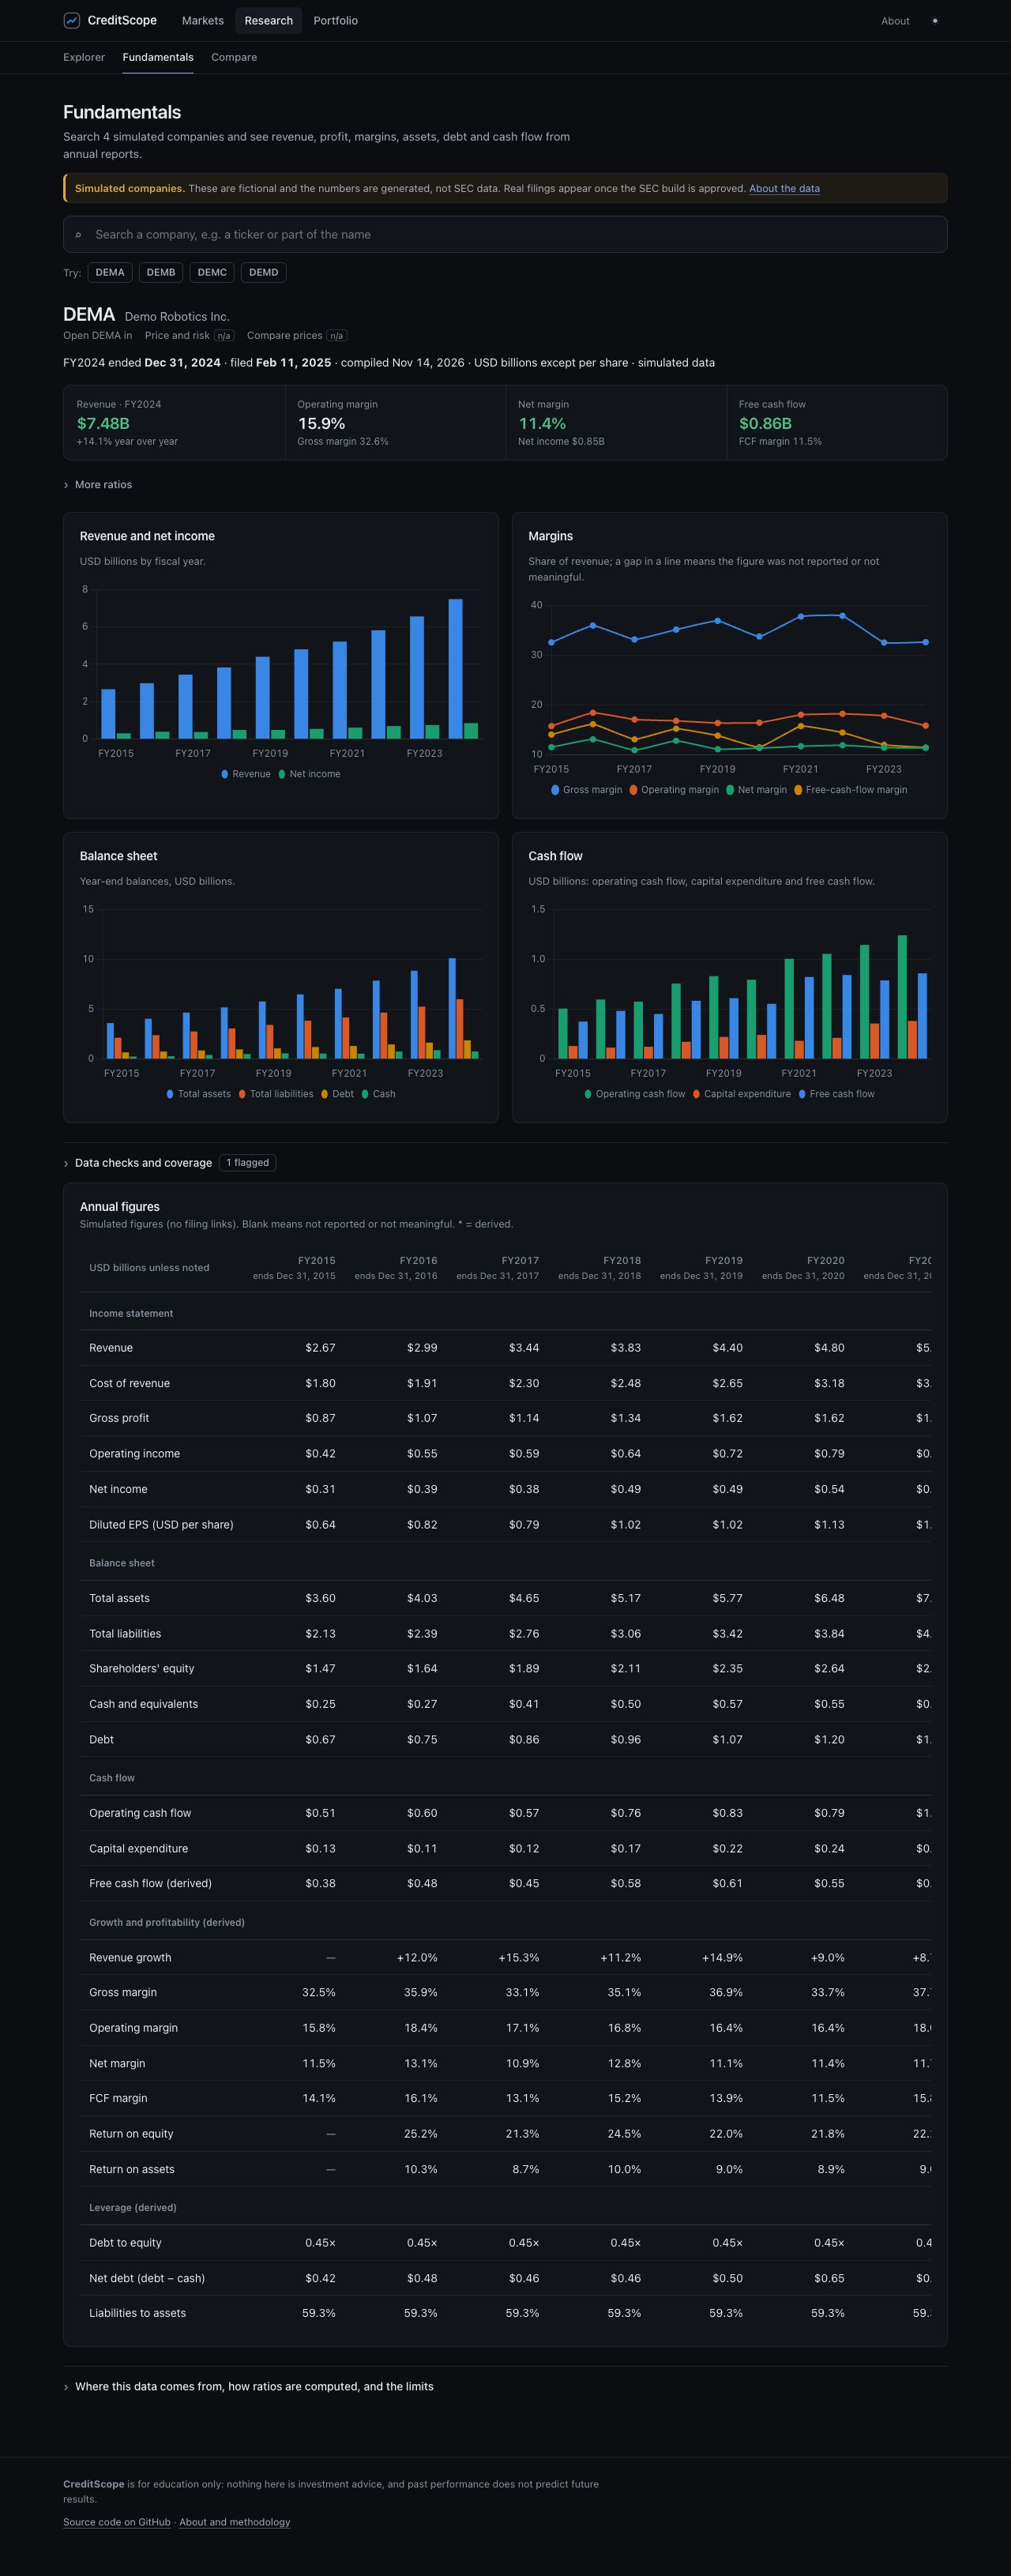 CreditScope Markets Research Portfolio About
Explorer Fundamentals Compare
Fundamentals
Search 4 simulated companies and see revenue, profit, margins, assets, debt and cash flow from
annual reports.
Simulated companies. These are fictional and the numbers are generated, not SEC data. Real filings appear once the SEC build is approved. About the data
Search a company, e.g. a ticker or part of the name
Try: DEMA DEMB DEMC DEMD
DEMA Demo Robotics Inc.
Open DEMA in Price and risk n/a Compare prices n/a
FY2024 ended Dec 31, 2024 · filed Feb 11, 2025 · compiled Nov 14, 2026 · USD billions except per share · simulated data
Revenue · FY2024
$7.48B
+14.1% year over year
Operating margin
15.9%
Gross margin 32.6%
Net margin
11.4%
Net income $0.85B
Free cash flow
$0.86B
FCF margin 11.5%
› More ratios
Revenue and net income
USD billions by fiscal year.
8
6
4
2
0
FY2015 FY2017 FY2019 FY2021 FY2023
Revenue Net income
Margins
Share of revenue; a gap in a line means the figure was not reported or not
meaningful.
40
30
20
10
FY2015 FY2017 FY2019 FY2021 FY2023
Gross margin Operating margin Net margin Free-cash-flow margin
Balance sheet
Year-end balances, USD billions.
15
10
5
0
FY2015 FY2017 FY2019 FY2021 FY2023
Total assets Total liabilities Debt Cash
Cash flow
USD billions: operating cash flow, capital expenditure and free cash flow.
1.5
1.0
0.5
0
FY2015 FY2017 FY2019 FY2021 FY2023
Operating cash flow Capital expenditure Free cash flow
› Data checks and coverage 1 flagged
Annual figures
Simulated figures (no filing links). Blank means not reported or not meaningful. * = derived.
USD billions unless noted FY2015 FY2016 FY2017 FY2018 FY2019 FY2020 FY20
ends Dec 31, 2015 ends Dec 31, 2016 ends Dec 31, 2017 ends Dec 31, 2018 ends Dec 31, 2019 ends Dec 31, 2020 ends Dec 31, 20
Income statement
Revenue $2.67 $2.99 $3.44 $3.83 $4.40 $4.80 $5.
Cost of revenue $1.80 $1.91 $2.30 $2.48 $2.65 $3.18 $3.
Gross profit $0.87 $1.07 $1.14 $1.34 $1.62 $1.62 $1.
Operating income $0.42 $0.55 $0.59 $0.64 $0.72 $0.79 $0.
Net income $0.31 $0.39 $0.38 $0.49 $0.49 $0.54 $0.
Diluted EPS (USD per share) $0.64 $0.82 $0.79 $1.02 $1.02 $1.13 $1.
Balance sheet
Total assets $3.60 $4.03 $4.65 $5.17 $5.77 $6.48 $7.
Total liabilities $2.13 $2.39 $2.76 $3.06 $3.42 $3.84 $4.
Shareholders' equity $1.47 $1.64 $1.89 $2.11 $2.35 $2.64 $2.
Cash and equivalents $0.25 $0.27 $0.41 $0.50 $0.57 $0.55 $0.
Debt $0.67 $0.75 $0.86 $0.96 $1.07 $1.20 $1.
Cash flow
Operating cash flow $0.51 $0.60 $0.57 $0.76 $0.83 $0.79 $1.
Capital expenditure $0.13 $0.11 $0.12 $0.17 $0.22 $0.24 $0.
Free cash flow (derived) $0.38 $0.48 $0.45 $0.58 $0.61 $0.55 $0.
Growth and profitability (derived)
Revenue growth — +12.0% +15.3% +11.2% +14.9% +9.0% +8.
Gross margin 32.5% 35.9% 33.1% 35.1% 36.9% 33.7% 37.
Operating margin 15.8% 18.4% 17.1% 16.8% 16.4% 16.4% 18.
Net margin 11.5% 13.1% 10.9% 12.8% 11.1% 11.4% 11.
FCF margin 14.1% 16.1% 13.1% 15.2% 13.9% 11.5% 15.
Return on equity — 25.2% 21.3% 24.5% 22.0% 21.8% 22.
Return on assets — 10.3% 8.7% 10.0% 9.0% 8.9% 9.
Leverage (derived)
Debt to equity 0.45× 0.45× 0.45× 0.45× 0.45× 0.45× 0.4
Net debt (debt − cash) $0.42 $0.48 $0.46 $0.46 $0.50 $0.65 $0.
Liabilities to assets 59.3% 59.3% 59.3% 59.3% 59.3% 59.3% 59.
› Where this data comes from, how ratios are computed, and the limits
CreditScope is for education only: nothing here is investment advice, and past performance does not predict future
results.
Source code on GitHub · About and methodology